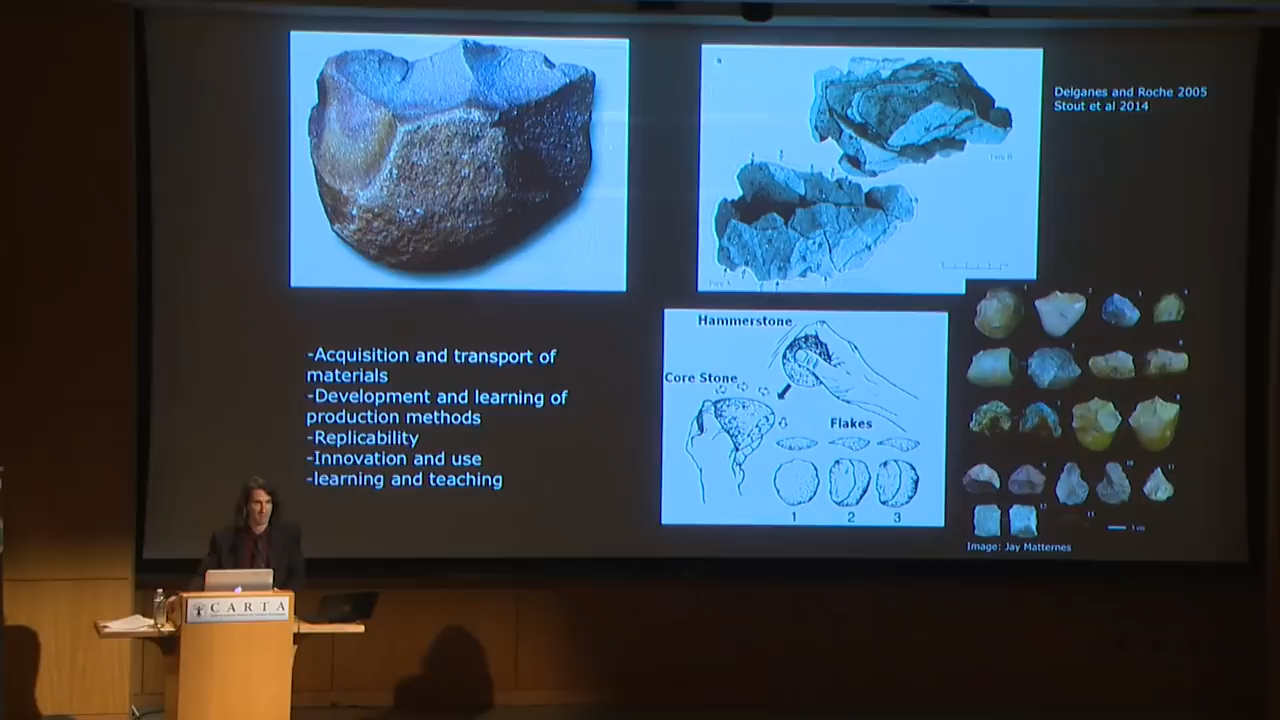 Delganes and Roche 2005
Stout et al 2014
Hammerstone
Core Stone
Flakes
1
2
3
-Acquisition and transport of
materials
-Development and learning of
production methods
-Replicability
-Innovation and use
-learning and teaching
Image: Jay Matternes
CARTA